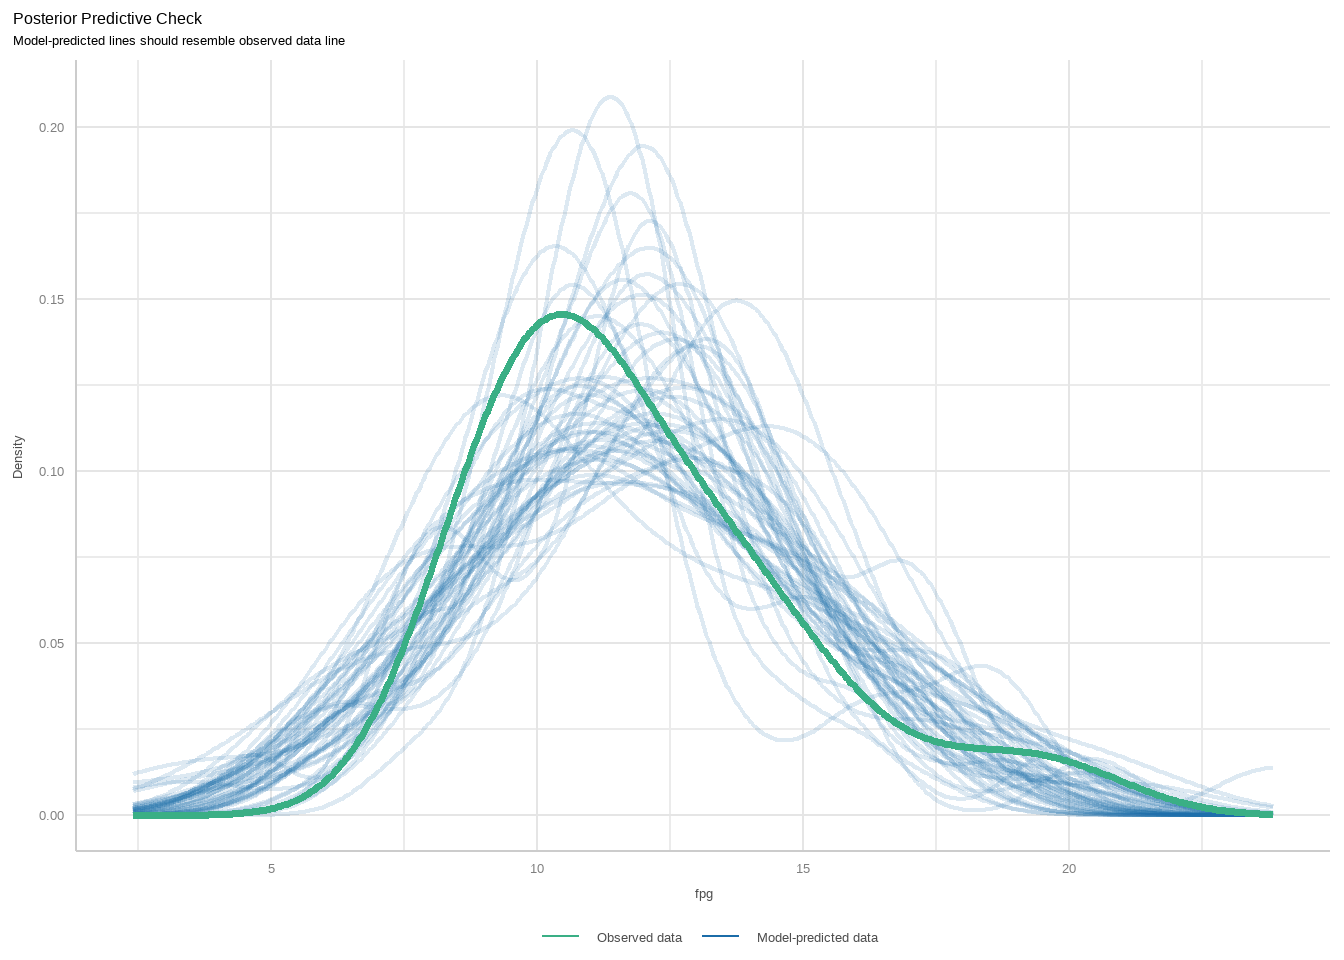 Posterior Predictive Check
Model-predicted lines should resemble observed data line
0.20
0.15
0.10
0.05
0.00
Density
5 10 15 20
fpg
Observed data Model-predicted data